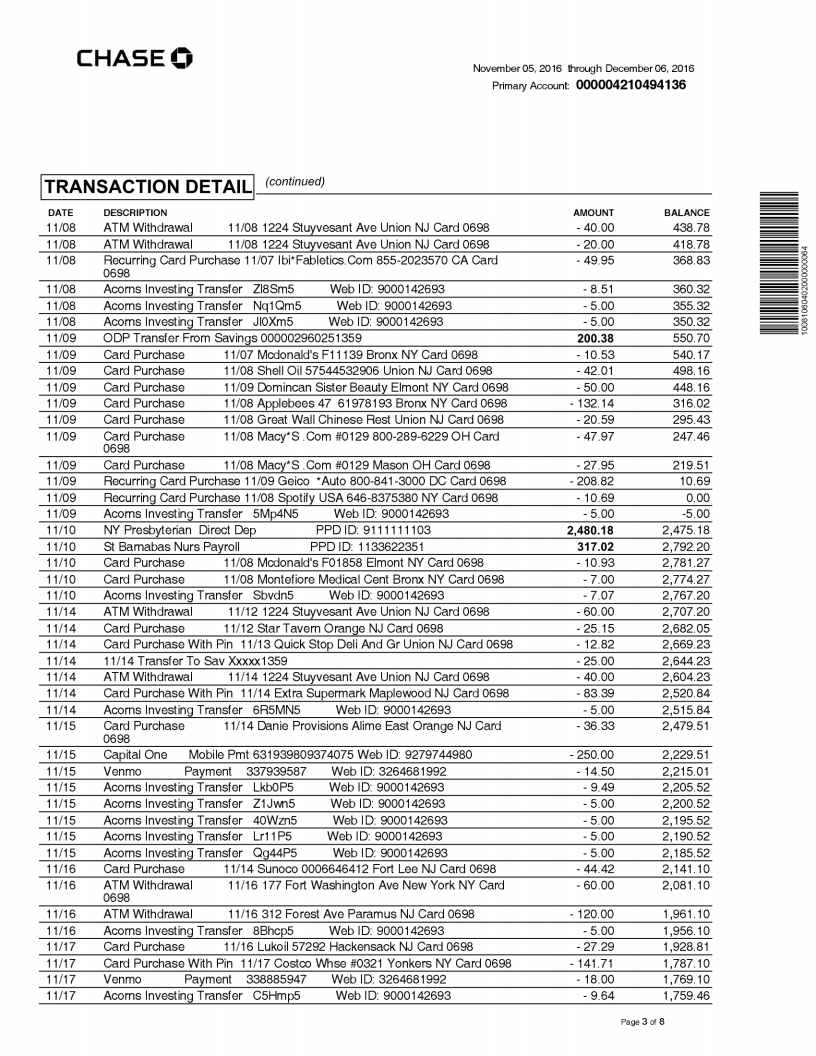 CHASE
November 05, 2016 through December 06, 2016
Primary Account: 000004210494136
TRANSACTION DETAIL (continued)
DATE DESCRIPTION AMOUNT BALANCE
11/08 ATM Withdrawal 11/08 1224 Stuyvesant Ave Union NJ Card 0698 - 40.00 438.78
11/08 ATM Withdrawal 11/08 1224 Stuyvesant Ave Union NJ Card 0698 - 20.00 418.78
11/08 Recurring Card Purchase 11/07 Ibi*Fabletics.Com 855-2023570 CA Card - 49.95 368.83
0698
11/08 Acorns Investing Transfer Zl8Sm5 Web ID: 9000142693 - 8.51 360.32
11/08 Acorns Investing Transfer Nq1Qm5 Web ID: 9000142693 - 5.00 355.32
11/08 Acorns Investing Transfer Jl0Xm5 Web ID: 9000142693 - 5.00 350.32
11/09 ODP Transfer From Savings 000002960251359 200.38 550.70
11/09 Card Purchase 11/07 Mcdonald's F11139 Bronx NY Card 0698 - 10.53 540.17
11/09 Card Purchase 11/08 Shell Oil 57544532906 Union NJ Card 0698 - 42.01 498.16
11/09 Card Purchase 11/09 Domincan Sister Beauty Elmont NY Card 0698 - 50.00 448.16
11/09 Card Purchase 11/08 Applebees 47 61978193 Bronx NY Card 0698 - 132.14 316.02
11/09 Card Purchase 11/08 Great Wall Chinese Rest Union NJ Card 0698 - 20.59 295.43
11/09 Card Purchase 11/08 Macy*S .Com #0129 800-289-6229 OH Card - 47.97 247.46
0698
11/09 Card Purchase 11/08 Macy*S .Com #0129 Mason OH Card 0698 - 27.95 219.51
11/09 Recurring Card Purchase 11/09 Geico *Auto 800-841-3000 DC Card 0698 - 208.82 10.69
11/09 Recurring Card Purchase 11/08 Spotify USA 646-8375380 NY Card 0698 - 10.69 0.00
11/09 Acorns Investing Transfer 5Mp4N5 Web ID: 9000142693 - 5.00 -5.00
11/10 NY Presbyterian Direct Dep PPD ID: 9111111103 2,480.18 2,475.18
11/10 St Barnabas Nurs Payroll PPD ID: 1133622351 317.02 2,792.20
11/10 Card Purchase 11/08 Mcdonald's F01858 Elmont NY Card 0698 - 10.93 2,781.27
11/10 Card Purchase 11/08 Montefiore Medical Cent Bronx NY Card 0698 - 7.00 2,774.27
11/10 Acorns Investing Transfer Sbvdn5 Web ID: 9000142693 - 7.07 2,767.20
11/14 ATM Withdrawal 11/12 1224 Stuyvesant Ave Union NJ Card 0698 - 60.00 2,707.20
11/14 Card Purchase 11/12 Star Tavern Orange NJ Card 0698 - 25.15 2,682.05
11/14 Card Purchase With Pin 11/13 Quick Stop Deli And Gr Union NJ Card 0698 - 12.82 2,669.23
11/14 11/14 Transfer To Sav Xxxxx1359 - 25.00 2,644.23
11/14 ATM Withdrawal 11/14 1224 Stuyvesant Ave Union NJ Card 0698 - 40.00 2,604.23
11/14 Card Purchase With Pin 11/14 Extra Supermark Maplewood NJ Card 0698 - 83.39 2,520.84
11/14 Acorns Investing Transfer 6R5MN5 Web ID: 9000142693 - 5.00 2,515.84
11/15 Card Purchase 11/14 Danie Provisions Alime East Orange NJ Card - 36.33 2,479.51
0698
11/15 Capital One Mobile Pmt 631939809374075 Web ID: 9279744980 - 250.00 2,229.51
11/15 Venmo Payment 337939587 Web ID: 3264681992 - 14.50 2,215.01
11/15 Acorns Investing Transfer Lkb0P5 Web ID: 9000142693 - 9.49 2,205.52
11/15 Acorns Investing Transfer Z1Jwn5 Web ID: 9000142693 - 5.00 2,200.52
11/15 Acorns Investing Transfer 40Wzn5 Web ID: 9000142693 - 5.00 2,195.52
11/15 Acorns Investing Transfer Lr11P5 Web ID: 9000142693 - 5.00 2,190.52
11/15 Acorns Investing Transfer Qg44P5 Web ID: 9000142693 - 5.00 2,185.52
11/16 Card Purchase 11/14 Sunoco 0006646412 Fort Lee NJ Card 0698 - 44.42 2,141.10
11/16 ATM Withdrawal 11/16 177 Fort Washington Ave New York NY Card - 60.00 2,081.10
0698
11/16 ATM Withdrawal 11/16 312 Forest Ave Paramus NJ Card 0698 - 120.00 1,961.10
11/16 Acorns Investing Transfer 8Bhcp5 Web ID: 9000142693 - 5.00 1,956.10
11/17 Card Purchase 11/16 Lukoil 57292 Hackensack NJ Card 0698 - 27.29 1,928.81
11/17 Card Purchase With Pin 11/17 Costco Whse #0321 Yonkers NY Card 0698 - 141.71 1,787.10
11/17 Venmo Payment 338885947 Web ID: 3264681992 - 18.00 1,769.10
11/17 Acorns Investing Transfer C5Hmp5 Web ID: 9000142693 - 9.64 1,759.46
Page 3 of 8
10081060402000000064